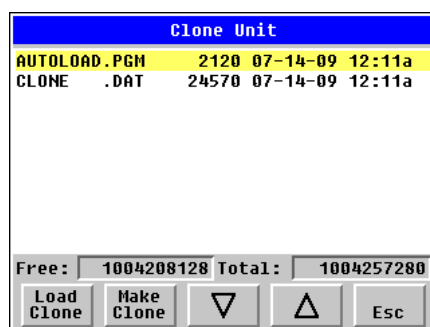 Clone Unit
AUTOLOAD.PGM 2120 07-14-09 12:11a
CLONE .DAT 24570 07-14-09 12:11a
Free: 1004208128 Total: 1004257280
Load Clone Make Clone Esc